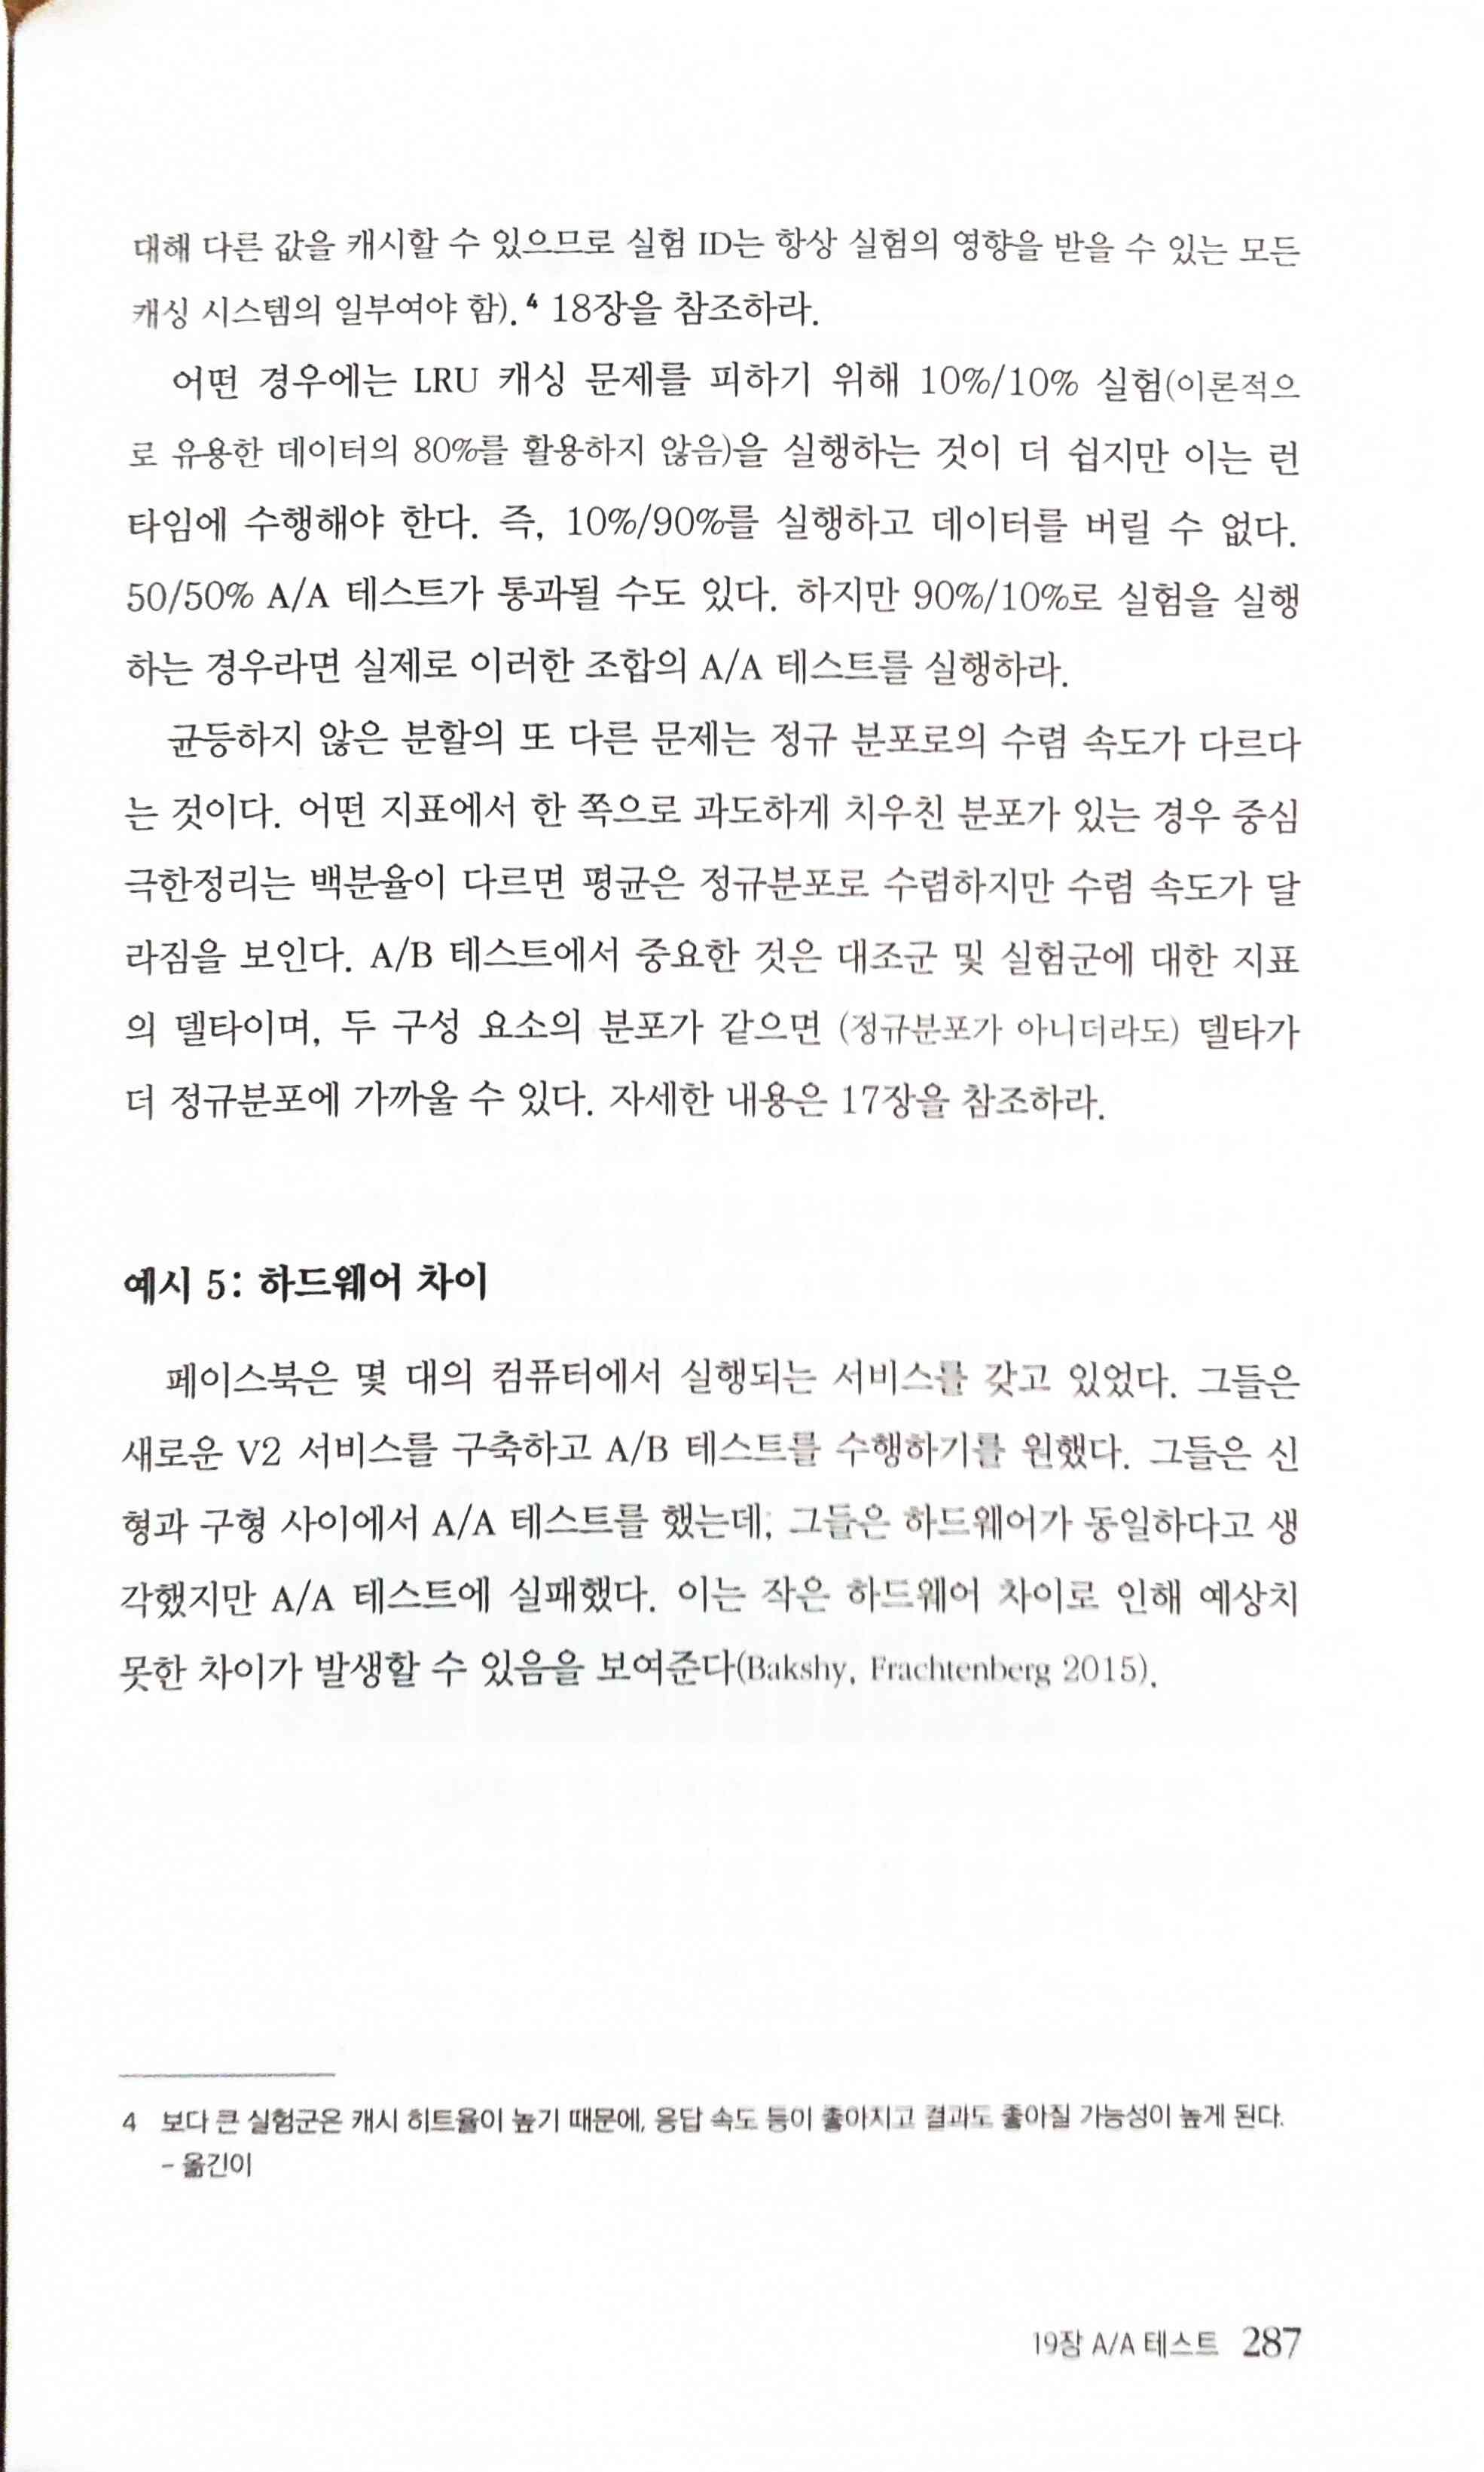 대해 다른 값을 캐시할 수 있으므로 실험 ID는 항상 실험의 영향을 받을 수 있는 모든
캐싱 시스템의 일부여야 함).4 18장을 참조하라.
어떤 경우에는 LRU 캐싱 문제를 피하기 위해 10%/10% 실험(이론적으
로 유용한 데이터의 80%를 활용하지 않음)을 실행하는 것이 더 쉽지만 이는 런
타임에 수행해야 한다. 즉, 10%/90%를 실행하고 데이터를 버릴 수 없다.
50/50% A/A 테스트가 통과될 수도 있다. 하지만 90%/10%로 실험을 실행
하는 경우라면 실제로 이러한 조합의 A/A 테스트를 실행하라.
균등하지 않은 분할의 또 다른 문제는 정규 분포로의 수렴 속도가 다르다
는 것이다. 어떤 지표에서 한 쪽으로 과도하게 치우친 분포가 있는 경우 중심
극한정리는 백분율이 다르면 평균은 정규분포로 수렴하지만 수렴 속도가 달
라짐을 보인다. A/B 테스트에서 중요한 것은 대조군 및 실험군에 대한 지표
의 델타이며, 두 구성 요소의 분포가 같으면 (정규분포가 아니더라도) 델타가
더 정규분포에 가까울 수 있다. 자세한 내용은 17장을 참조하라.
예시 5: 하드웨어 차이
페이스북은 몇 대의 컴퓨터에서 실행되는 서비스를 갖고 있었다. 그들은
새로운 V2 서비스를 구축하고 A/B 테스트를 수행하기를 원했다. 그들은 신
형과 구형 사이에서 A/A 테스트를 했는데, 그들은 하드웨어가 동일하다고 생
각했지만 A/A 테스트에 실패했다. 이는 작은 하드웨어 차이로 인해 예상치
못한 차이가 발생할 수 있음을 보여준다(Bakshy, Frachtenberg 2015).
4 보다 큰 실험군은 캐시 히트율이 높기 때문에, 응답 속도 등이 좋아지고 결과도 좋아질 가능성이 높게 된다.
- 옮긴이
19장 A/A 테스트 287